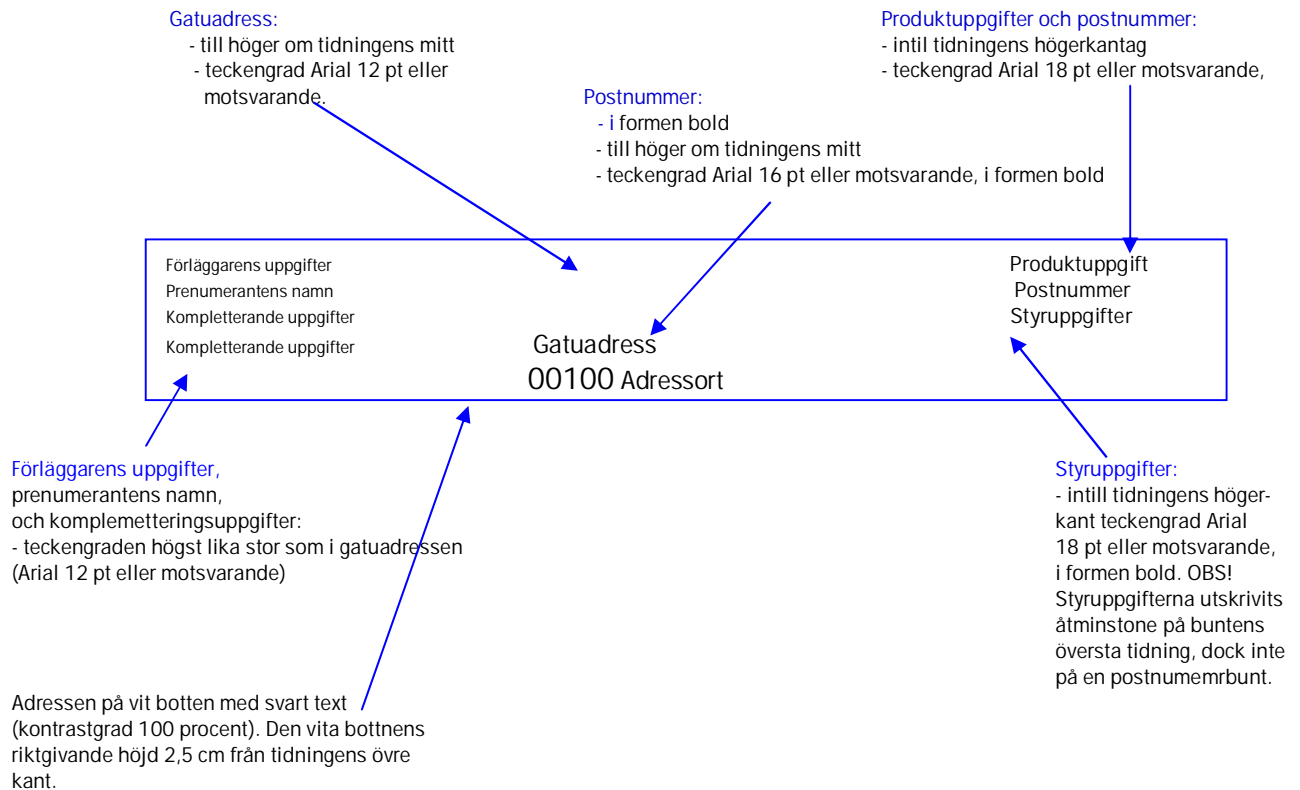 Gatuadress:
- till höger om tidningens mitt
- teckengrad Arial 12 pt eller
motsvarande.
Postnummer:
- i formen bold
- till höger om tidningens mitt
- teckengrad Arial 16 pt eller motsvarande, i formen bold
Produktuppgifter och postnummer:
- intil tidningens högerkantag
- teckengrad Arial 18 pt eller motsvarande,
Förläggarens uppgifter
Prenumerantens namn
Kompletterande uppgifter
Kompletterande uppgifter
Gatuadress
00100 Adressort
Produktuppgift
Postnummer
Styruppgifter
Förläggarens uppgifter,
prenumerantens namn,
och komplemetteringsuppgifter:
- teckengraden högst lika stor som i gatuadressen
(Arial 12 pt eller motsvarande)
Styruppgifter:
- intill tidningens höger-
kant teckengrad Arial
18 pt eller motsvarande,
i formen bold. OBS!
Styruppgifterna utskrivits
åtminstone på buntens
översta tidning, dock inte
på en postnumemrbunt.
Adressen på vit botten med svart text
(kontrastgrad 100 procent). Den vita bottnens
riktgivande höjd 2,5 cm från tidningens övre
kant.